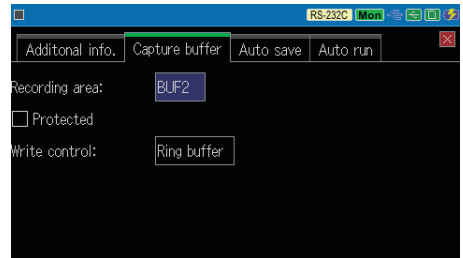 RS-232C Mon
Additonal info. Capture buffer Auto save Auto run
Recording area: BUF2
Protected
Write control: Ring buffer